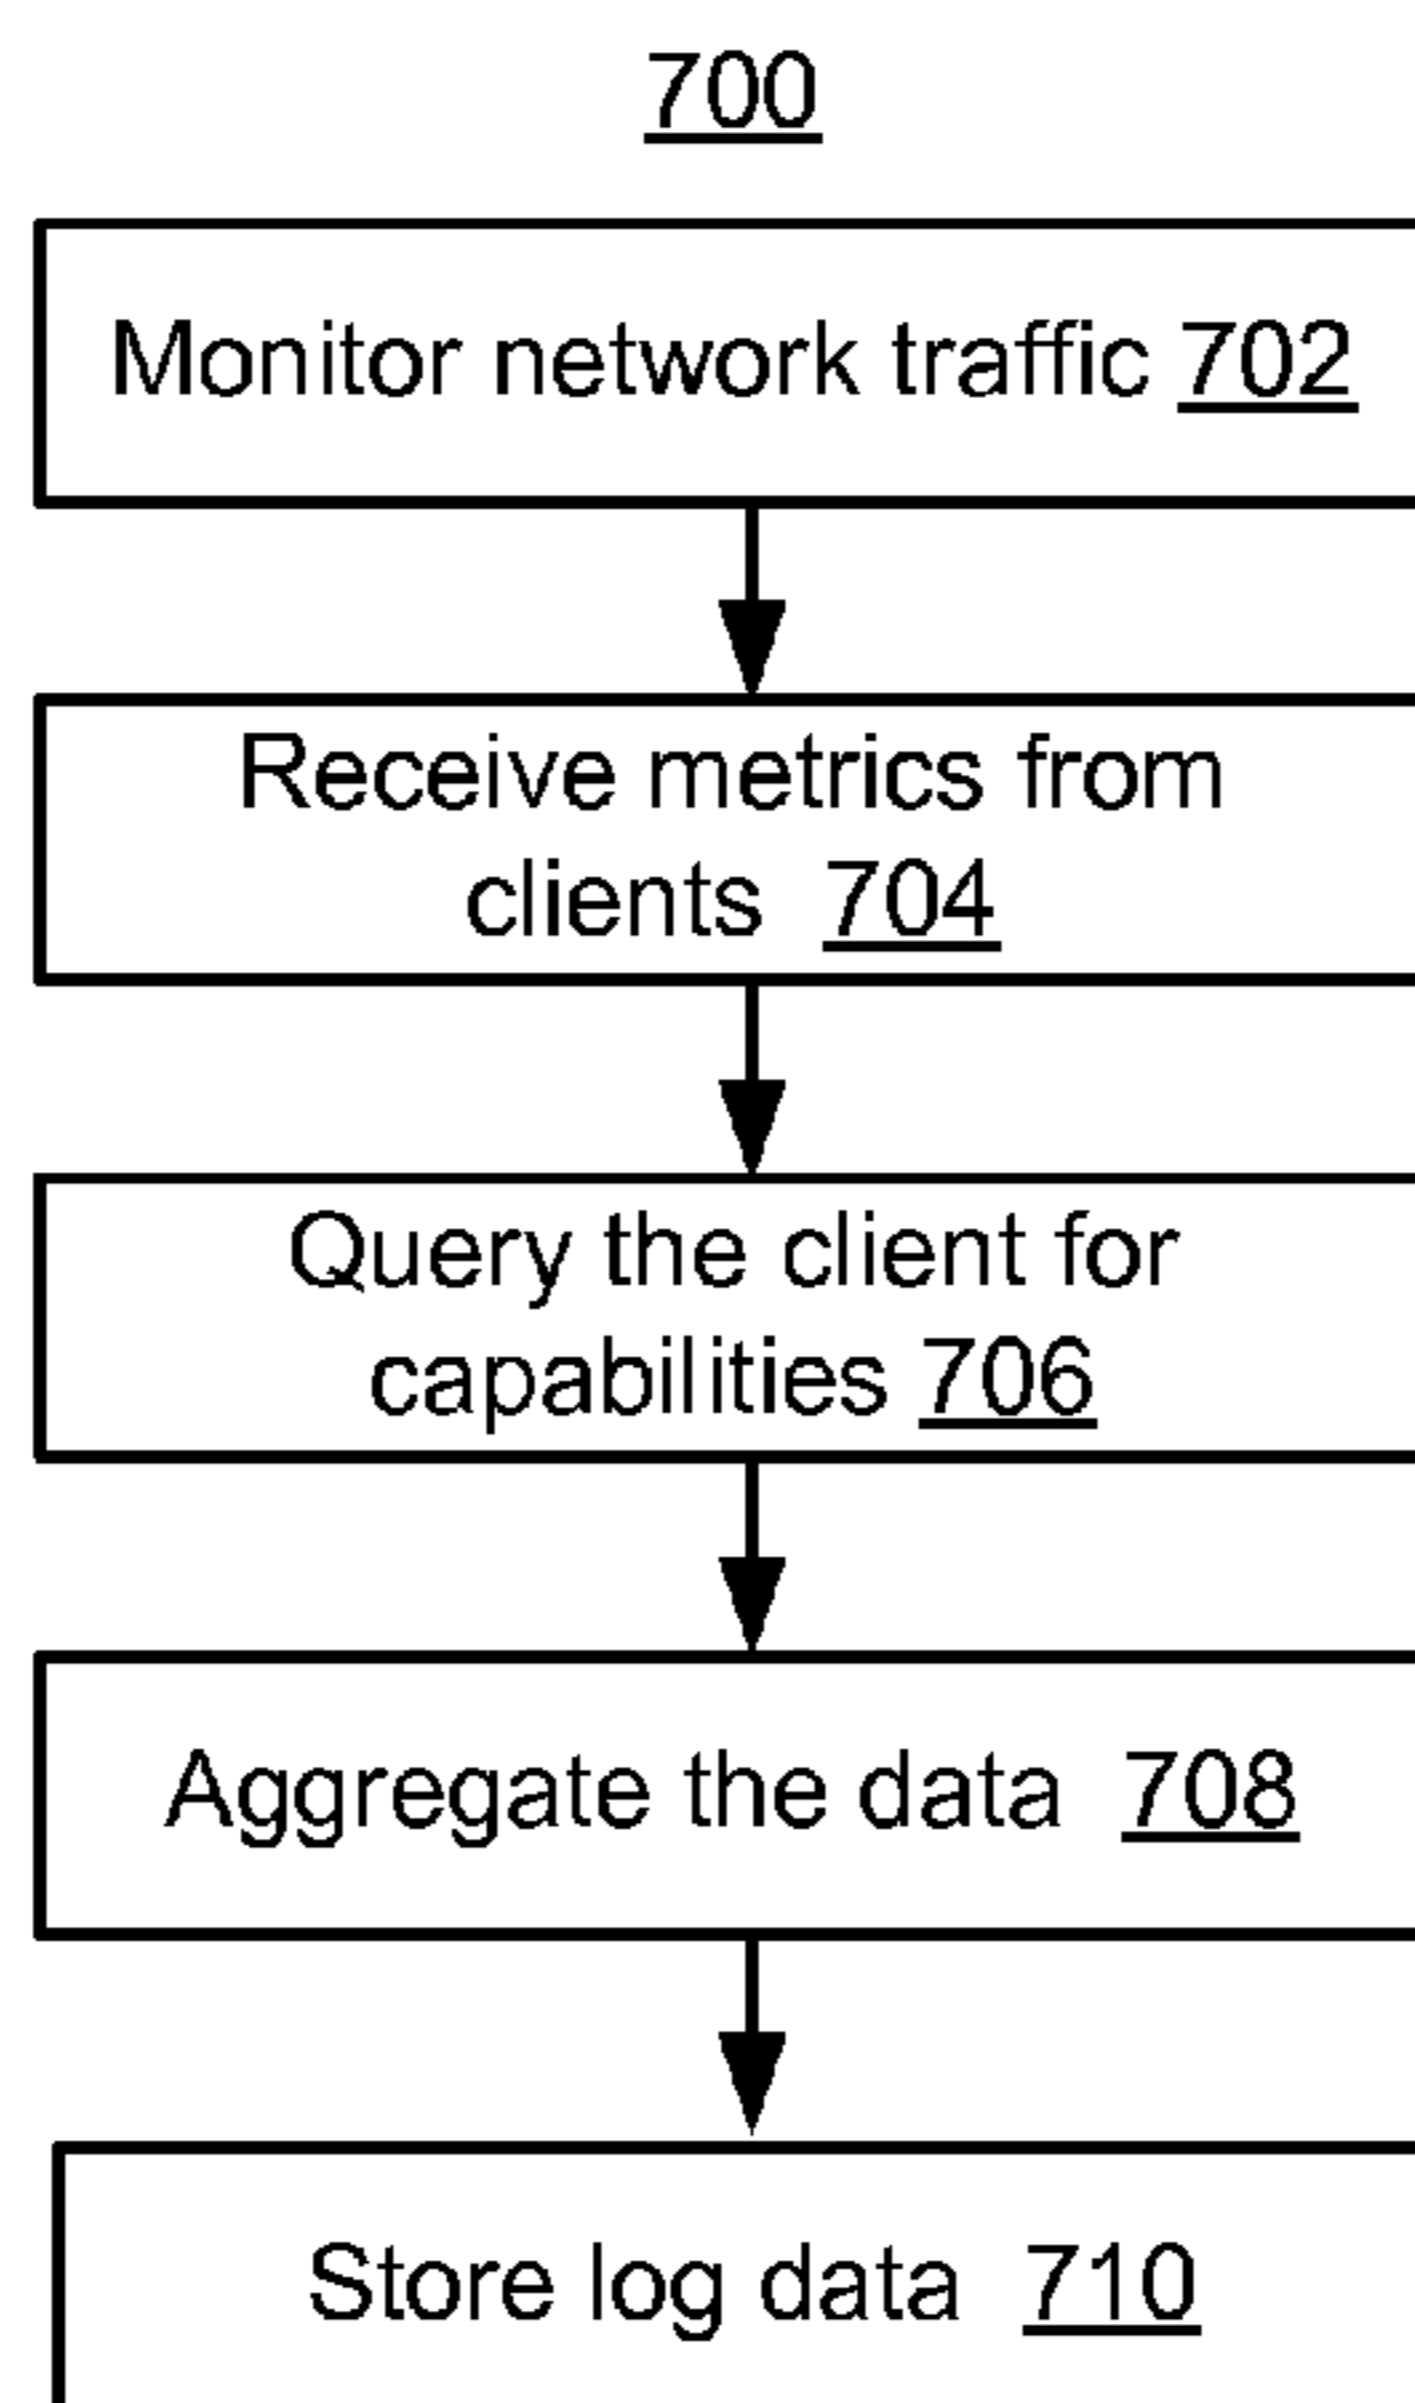 700
Monitor network traffic 702
Receive metrics from
clients 704
Query the client for
capabilities 706
Aggregate the data 708
Store log data 710